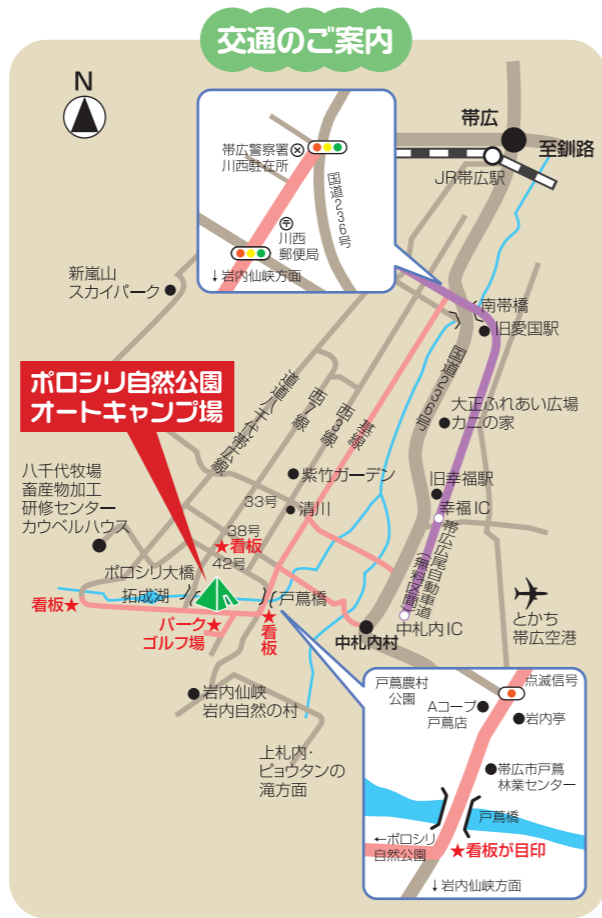 交通のご案内
N
帯広
至釧路
JR帯広駅
帯広警察署
川西駐在所
国道236号
川西
郵便局
↓岩内仙峡方面
新嵐山
スカイパーク
南帯橋
旧愛国駅
国道236号
大正ふれあい広場
カニの家
ポロシリ自然公園
オートキャンプ場
道道八千代帯広線
西7線
西3線
基線
紫竹ガーデン
旧幸福駅
幸福IC
帯広広尾自動車道
(無料区間)
八千代牧場
畜産物加工
研修センター
カウベルハウス
33号
清川
38号
★看板
42号
ポロシリ大橋
拓成湖
戸蔦橋
看板★
パーク★
ゴルフ場
★看板
中札内村
中札内IC
とかち
帯広空港
岩内仙峡
岩内自然の村
上札内・
ピョウタンの
滝方面
戸蔦農村
公園
点滅信号
Aコープ
戸蔦店
岩内亭
帯広市戸蔦
林業センター
戸蔦橋
←ポロシリ
自然公園
★看板が目印
↓岩内仙峡方面